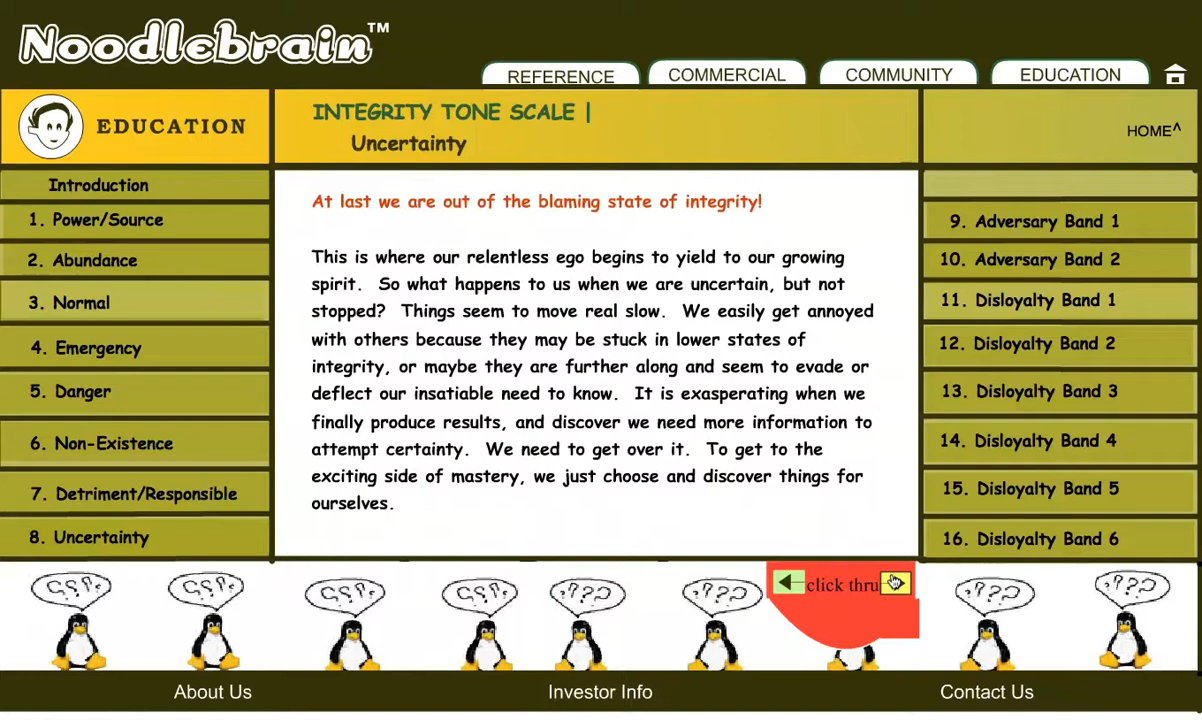 Noodlebrain™
REFERENCE
COMMERCIAL
COMMUNITY
EDUCATION
EDUCATION
INTEGRITY TONE SCALE |
Uncertainty
HOME^
Introduction
1. Power/Source
2. Abundance
3. Normal
4. Emergency
5. Danger
6. Non-Existence
7. Detriment/Responsible
8. Uncertainty
At last we are out of the blaming state of integrity!
This is where our relentless ego begins to yield to our growing
spirit. So what happens to us when we are uncertain, but not
stopped? Things seem to move real slow. We easily get annoyed
with others because they may be stuck in lower states of
integrity, or maybe they are further along and seem to evade or
deflect our insatiable need to know. It is exasperating when we
finally produce results, and discover we need more information to
attempt certainty. We need to get over it. To get to the
exciting side of mastery, we just choose and discover things for
ourselves.
9. Adversary Band 1
10. Adversary Band 2
11. Disloyalty Band 1
12. Disloyalty Band 2
13. Disloyalty Band 3
14. Disloyalty Band 4
15. Disloyalty Band 5
16. Disloyalty Band 6
click thru
About Us
Investor Info
Contact Us